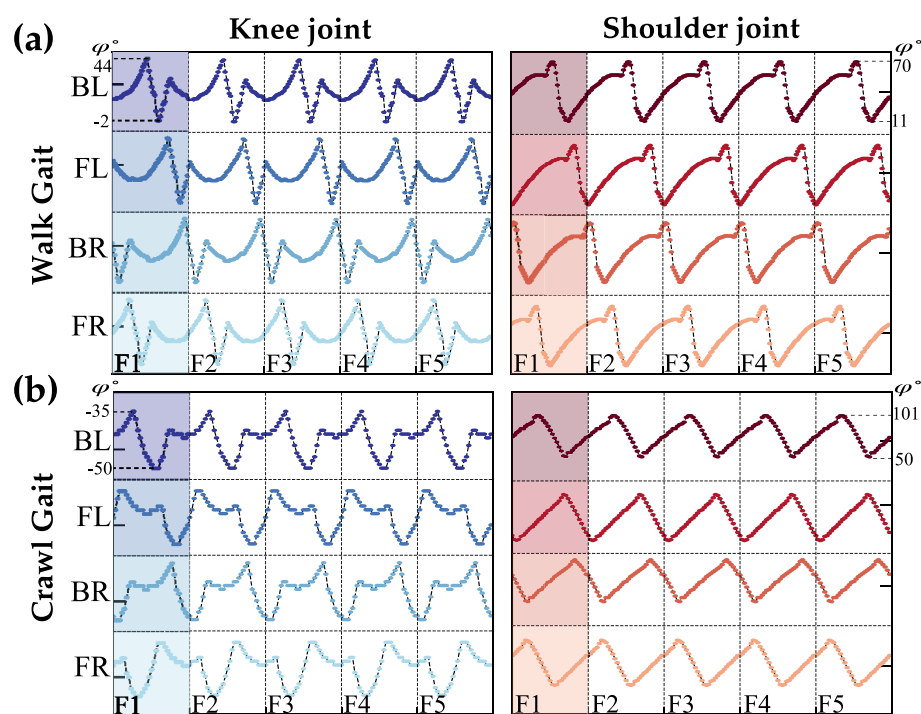 (a)
Knee joint
Shoulder joint
φ°
φ°
Walk Gait
BL
44
-2
70
11
FL
BR
FR
F1 F2 F3 F4 F5
F1 F2 F3 F4 F5
(b)
φ°
φ°
Crawl Gait
BL
-35
-50
101
50
FL
BR
FR
F1 F2 F3 F4 F5
F1 F2 F3 F4 F5